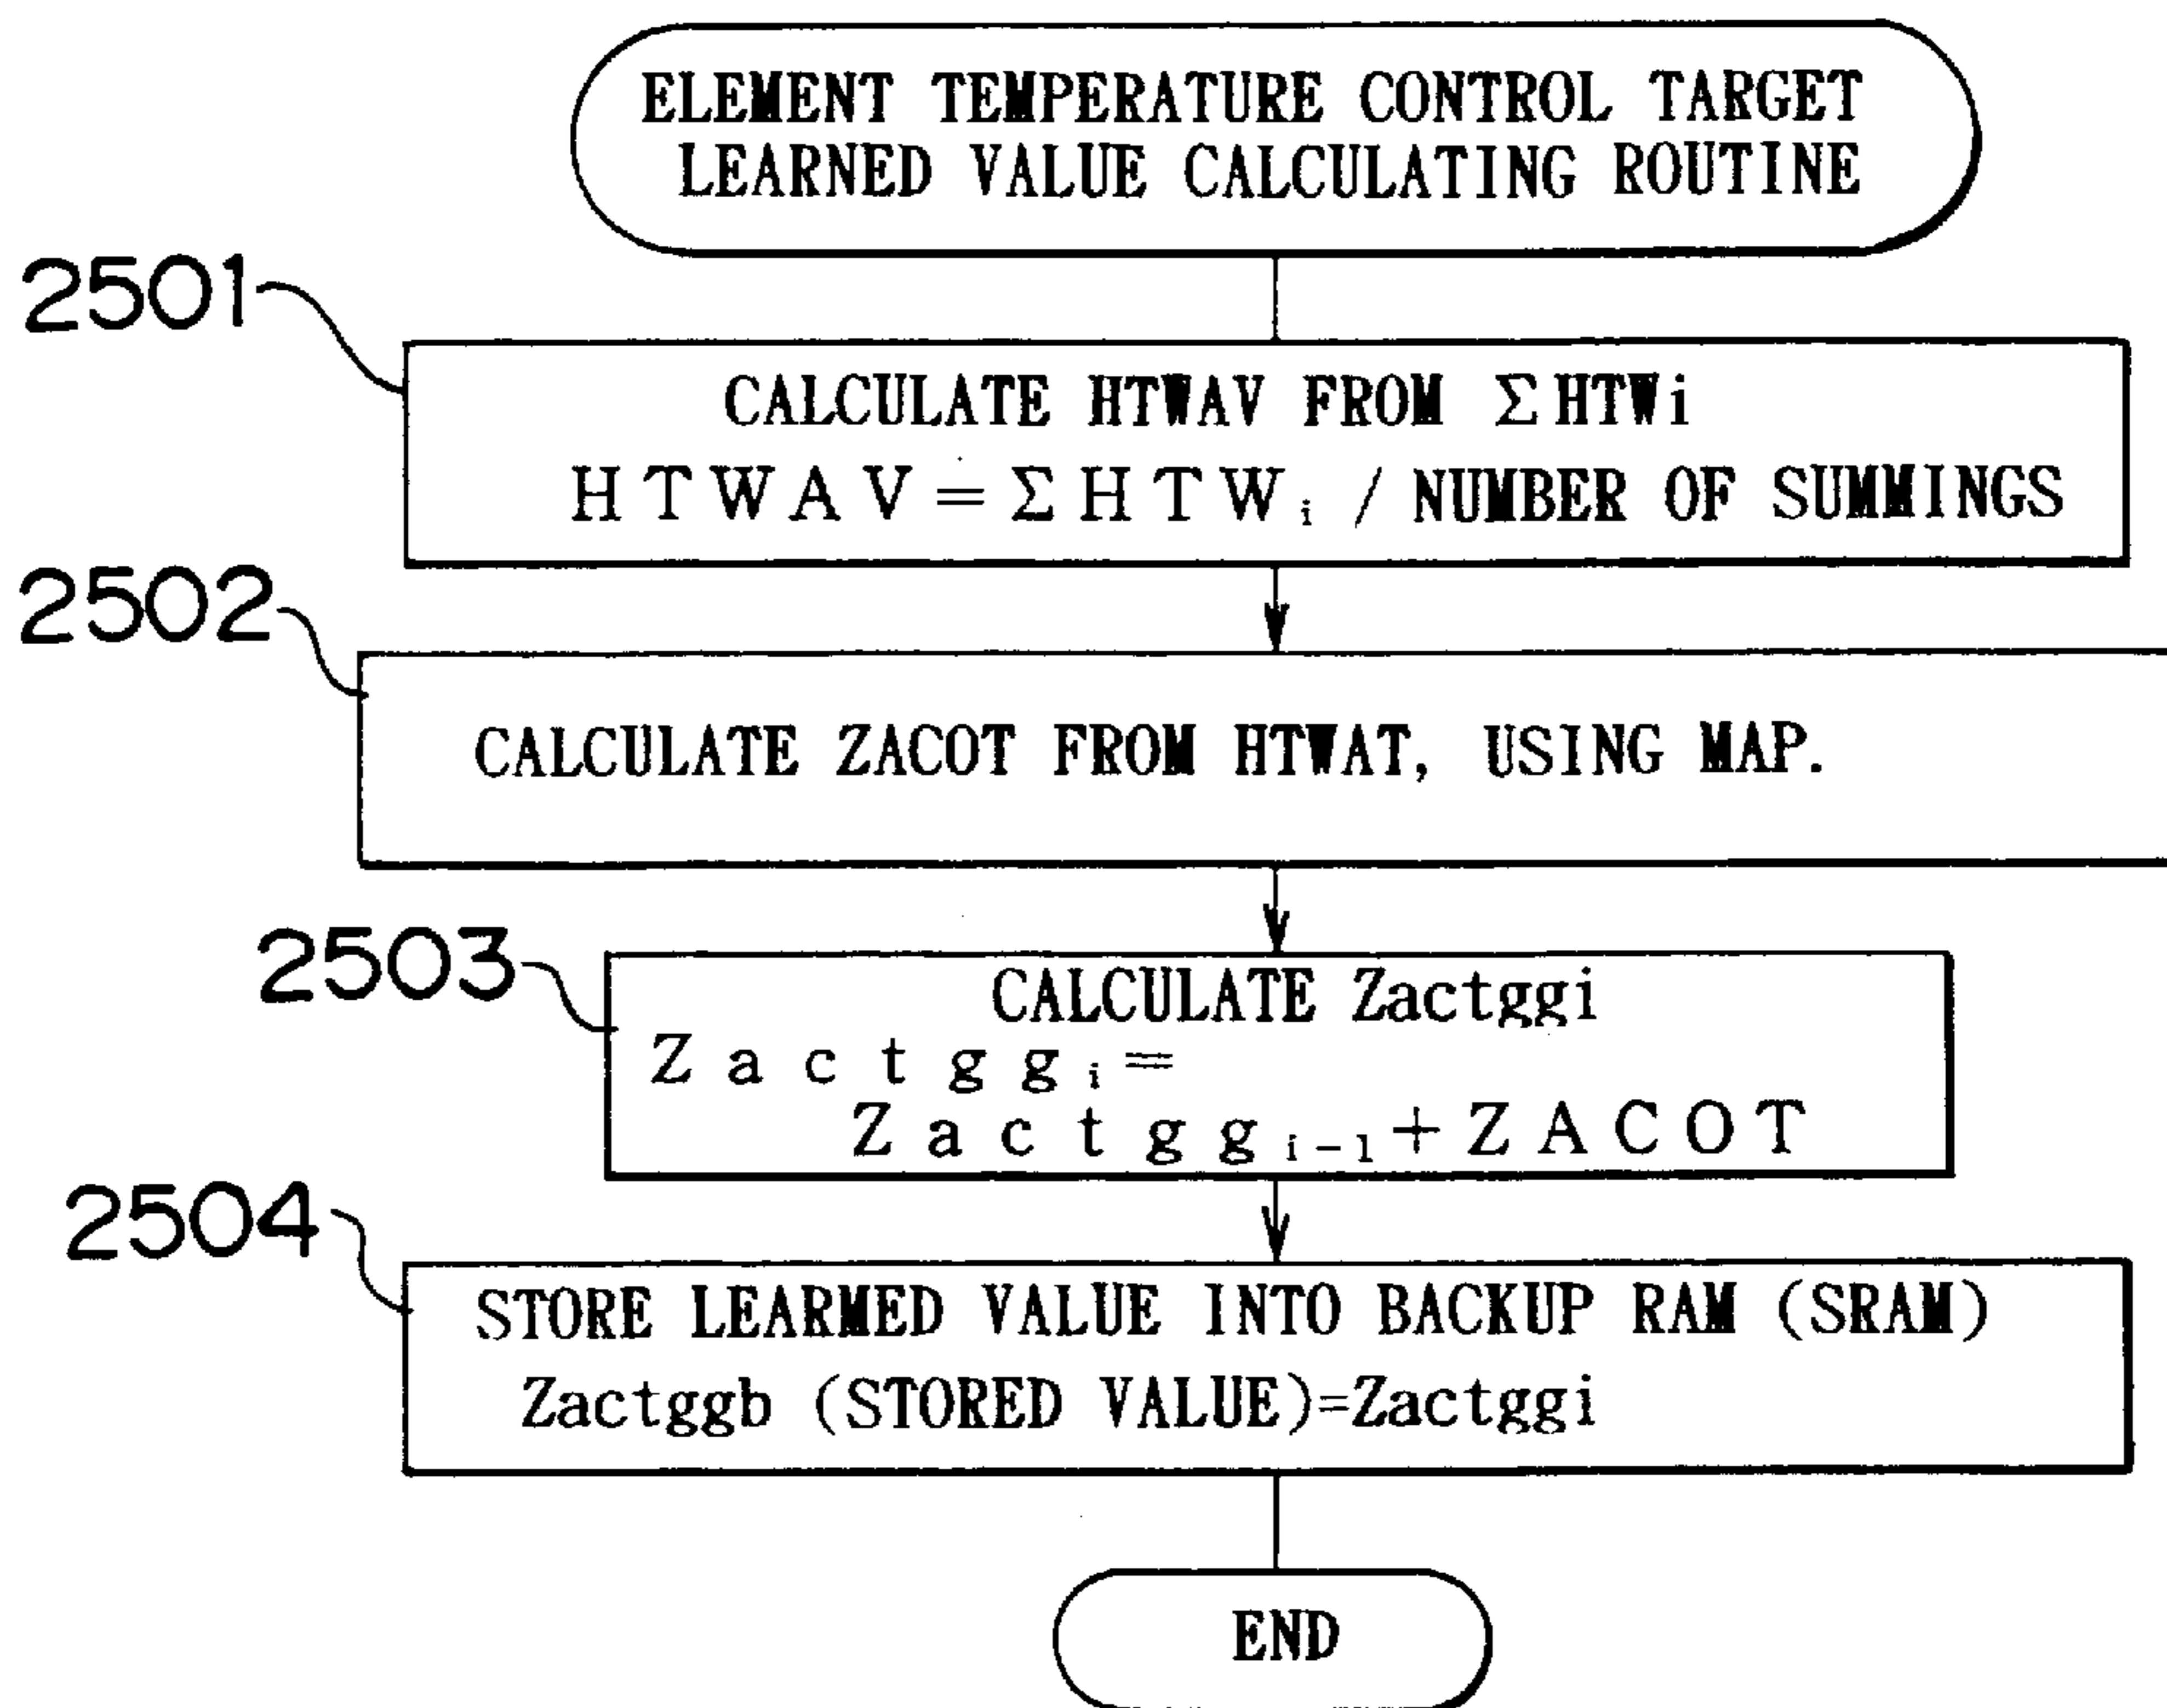 ELEMENT TEMPERATURE CONTROL TARGET
LEARNED VALUE CALCULATING ROUTINE
2501
CALCULATE HTWAV FROM ΣHTWi
HTWAV=ΣHTWᵢ/NUMBER OF SUMMINGS
2502
CALCULATE ZACOT FROM HTWAT, USING MAP.
2503
CALCULATE Zactggi
Zactggᵢ=
Zactggᵢ₋₁+ZACOT
2504
STORE LEARMED VALUE INTO BACKUP RAM (SRAM)
Zactggb (STORED VALUE)=Zactggi
END